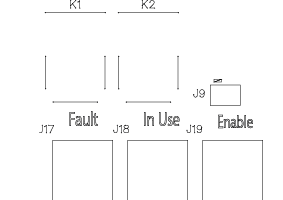 K1 K2
J9
Fault In Use Enable
J17 J18 J19